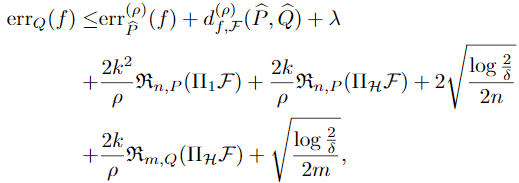 err_Q(f) ≤ err_{\widehat{P}}^{(ρ)}(f) + d_{f,\mathcal{F}}^{(ρ)}(\widehat{P}, \widehat{Q}) + λ
+ \frac{2k^2}{ρ} \mathfrak{R}_{n,P}(Π_1 \mathcal{F}) + \frac{2k}{ρ} \mathfrak{R}_{n,P}(Π_{\mathcal{H}} \mathcal{F}) + 2\sqrt{\frac{\log \frac{2}{δ}}{2n}}
+ \frac{2k}{ρ} \mathfrak{R}_{m,Q}(Π_{\mathcal{H}} \mathcal{F}) + \sqrt{\frac{\log \frac{2}{δ}}{2m}},